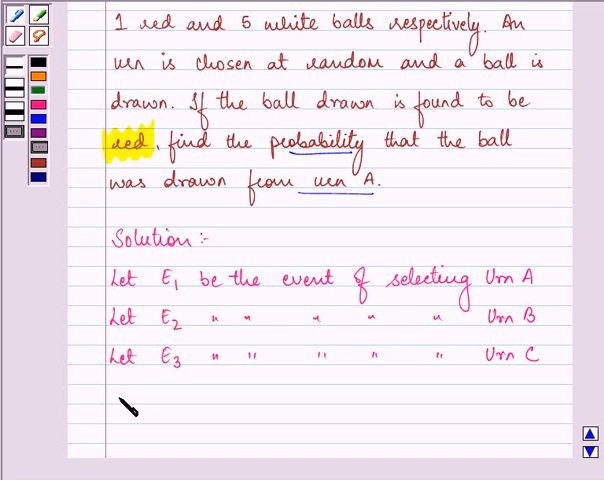 1 red and 5 white balls respectively. An
urn is chosen at random and a ball is
drawn. If the ball drawn is found to be
red, find the probability that the ball
was drawn from urn A.
Solution :-
Let E₁ be the event of selecting Urn A
Let E₂ " " " " " Urn B
Let E₃ " " " " " Urn C